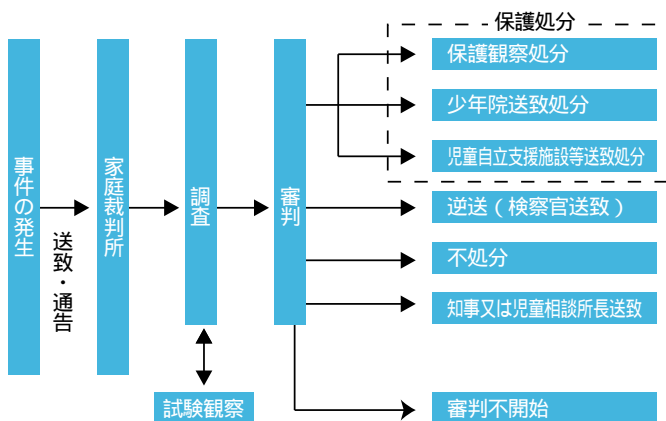 保護処分
保護観察処分
少年院送致処分
児童自立支援施設等送致処分
事件の発生
送致・通告
家庭裁判所
調査
審判
逆送(検察官送致)
不処分
知事又は児童相談所長送致
試験観察
審判不開始